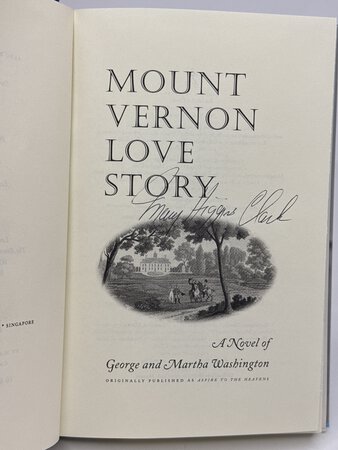 MOUNT
VERNON
LOVE
STORY
Mary Higgins Clark
A Novel of
George and Martha Washington
ORIGINALLY PUBLISHED AS ASPIRE TO THE HEAVENS
• SINGAPORE